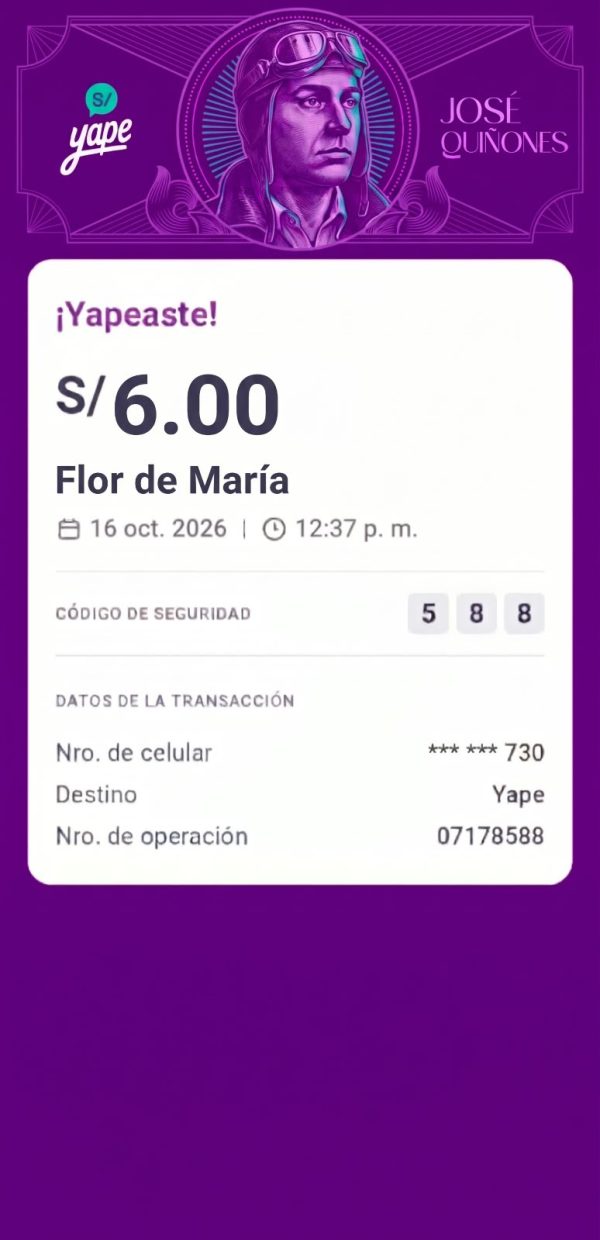 S/
yape
JOSÉ
QUIÑONES
¡Yapeaste!
S/ 6.00
Flor de María
16 oct. 2026 | 12:37 p. m.
CÓDIGO DE SEGURIDAD 5 8 8
DATOS DE LA TRANSACCIÓN
Nro. de celular *** *** 730
Destino Yape
Nro. de operación 07178588